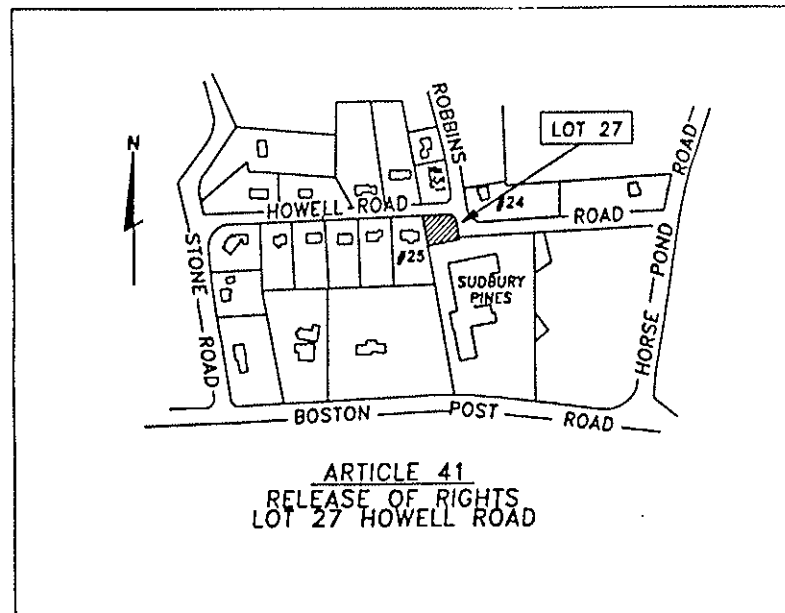 N
ROBBINS
LOT 27
ROAD
#31
HOWELL ROAD
#24
ROAD
#25
STONE
ROAD
SUDBURY
PINES
HORSE
POND
BOSTON POST ROAD
ARTICLE 41
RELEASE OF RIGHTS
LOT 27 HOWELL ROAD